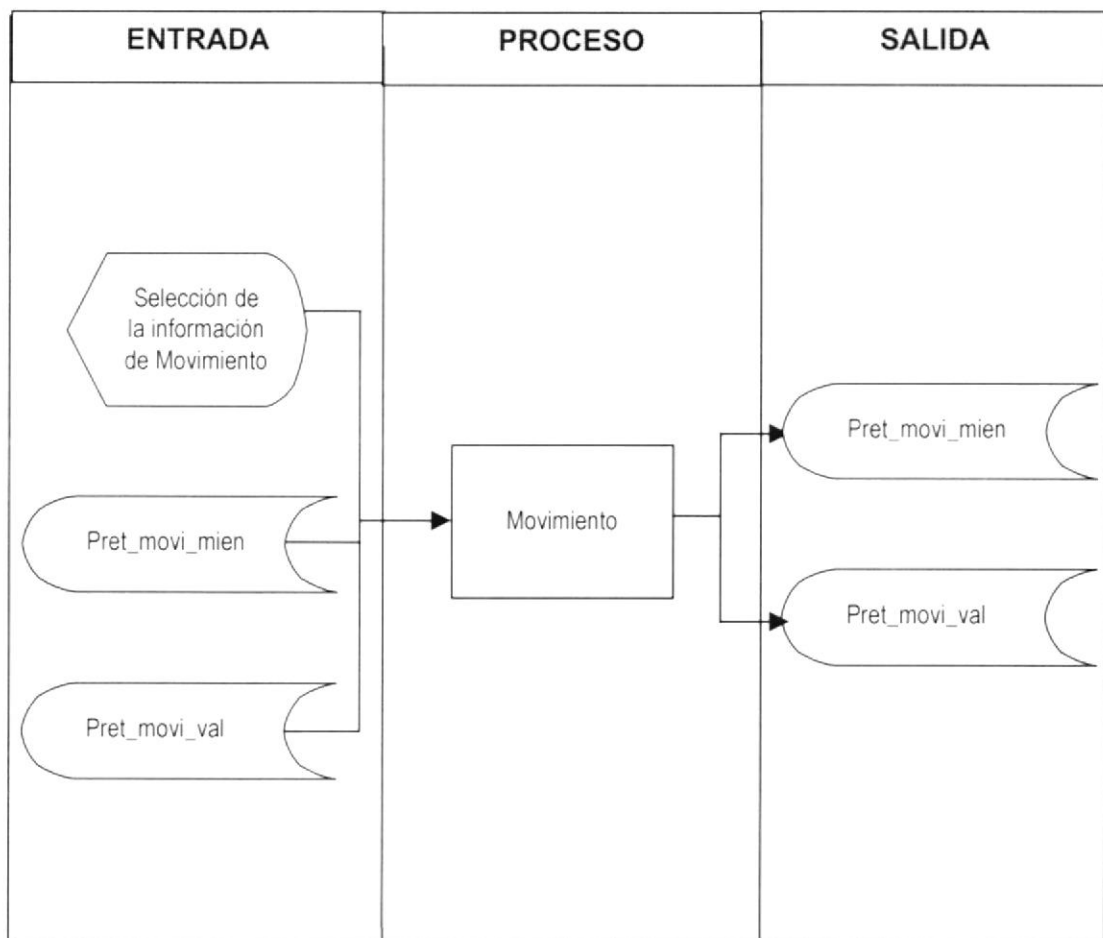 ENTRADA
PROCESO
SALIDA
Selección de
la información
de Movimiento
Pret_movi_mien
Pret_movi_val
Movimiento
Pret_movi_mien
Pret_movi_val